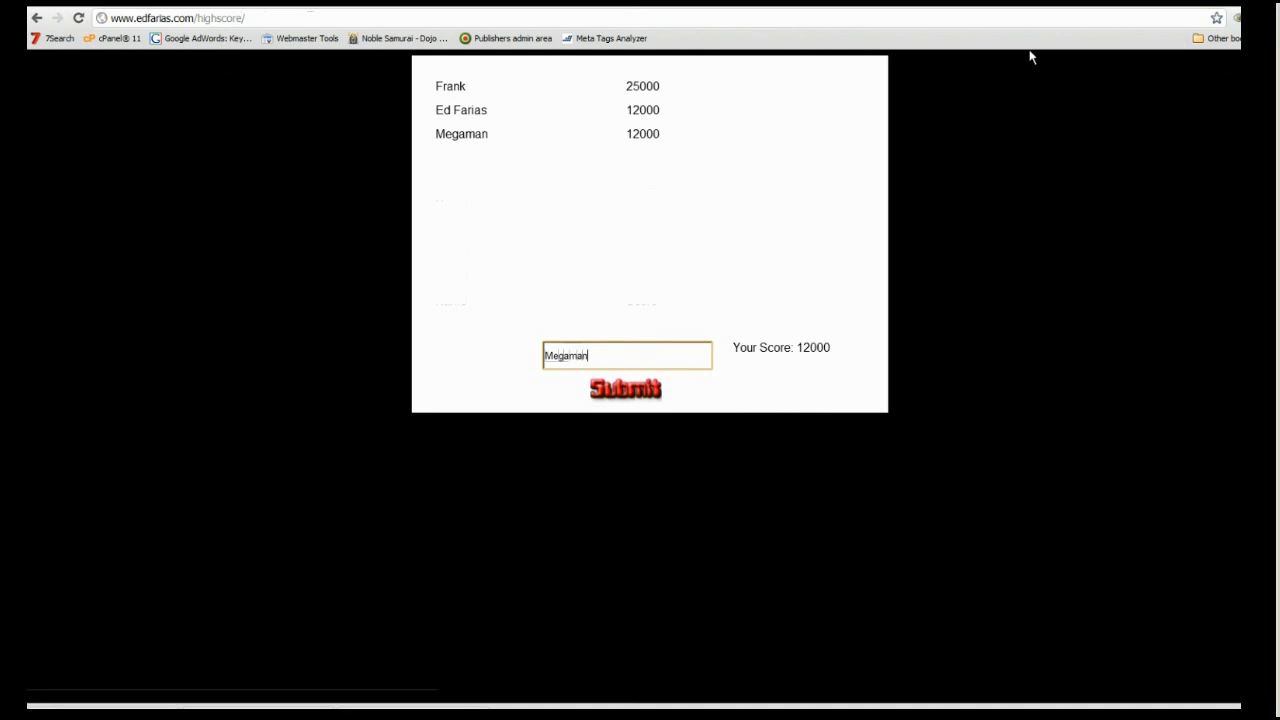 www.edfarias.com/highscore/
7Search cPanel® 11 Google AdWords: Key... Webmaster Tools Noble Samurai - Dojo ... Publishers admin area Meta Tags Analyzer Other boo
Frank 25000
Ed Farias 12000
Megaman 12000
Megaman Your Score: 12000
Submit